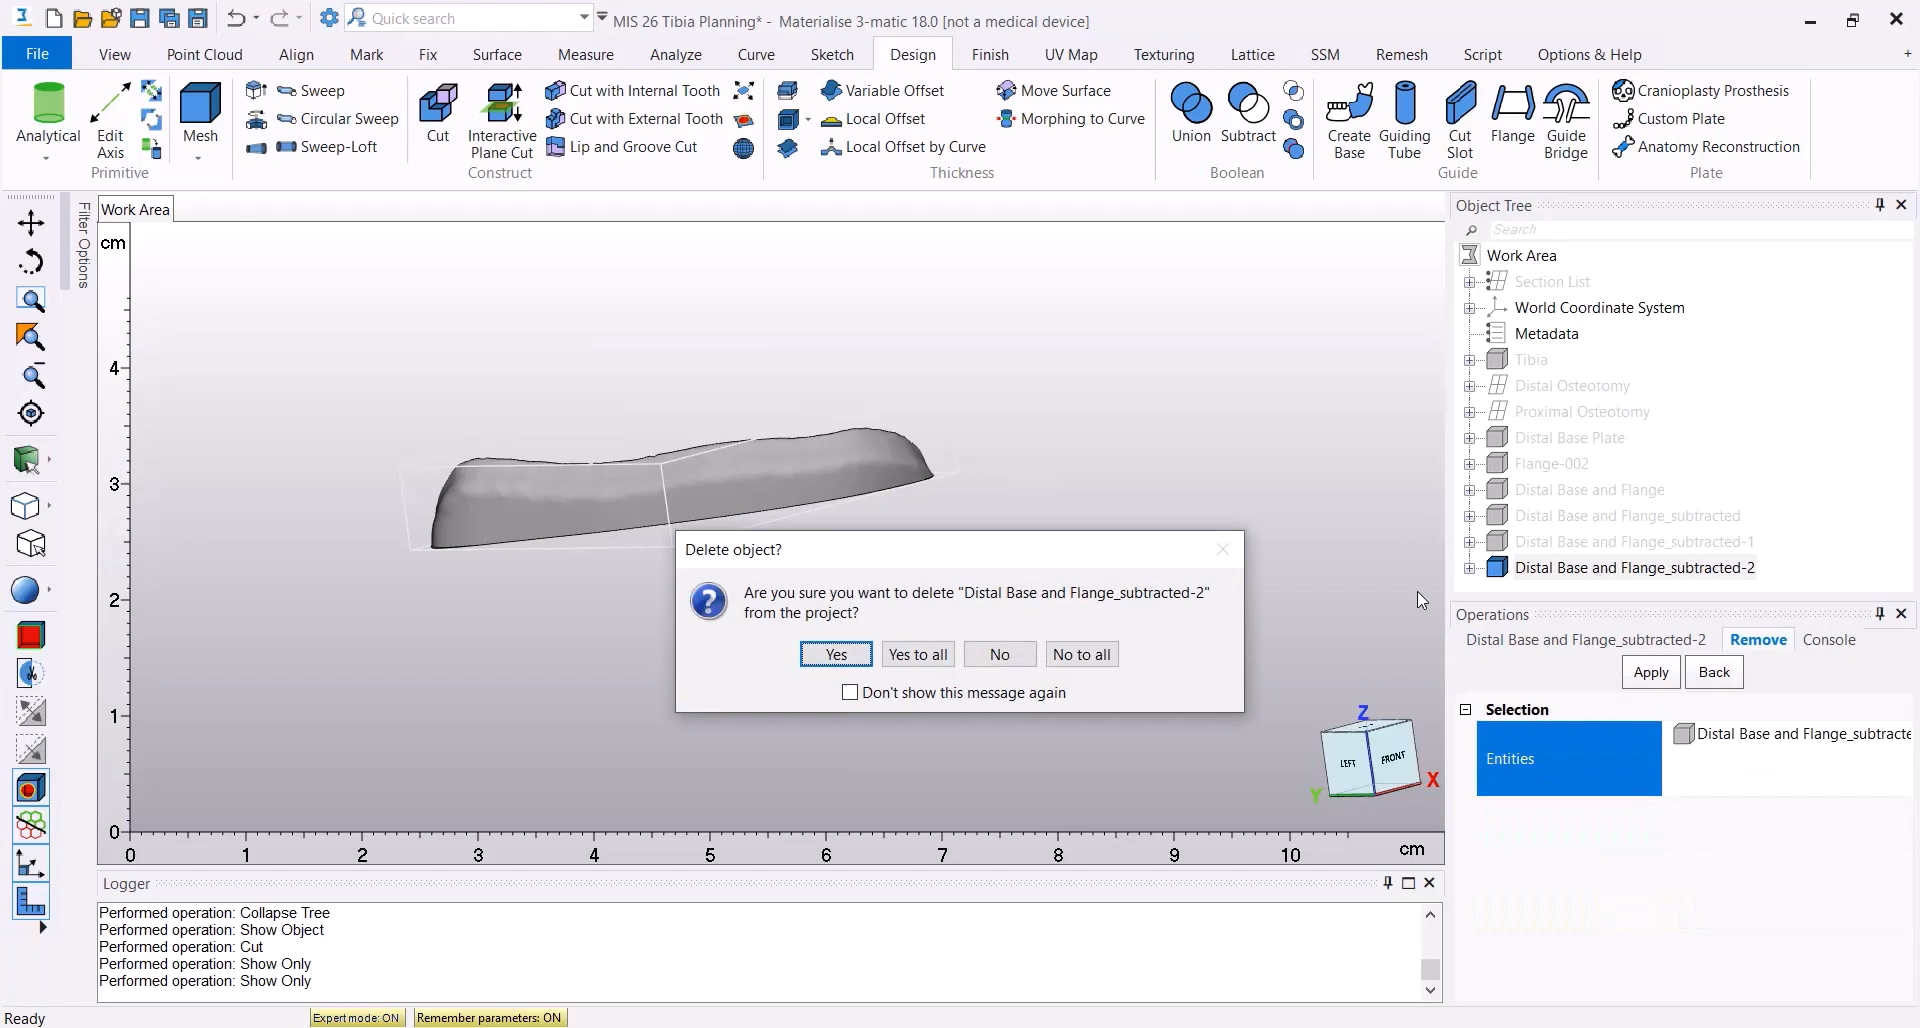 Quick search
MIS 26 Tibia Planning* - Materialise 3-matic 18.0 [not a medical device]
File View Point Cloud Align Mark Fix Surface Measure Analyze Curve Sketch Design Finish UV Map Texturing Lattice SSM Remesh Script Options & Help
Analytical
Edit Axis
Mesh
Primitive
Sweep
Circular Sweep
Sweep-Loft
Cut
Interactive Plane Cut
Cut with Internal Tooth
Cut with External Tooth
Lip and Groove Cut
Construct
Variable Offset
Local Offset
Local Offset by Curve
Move Surface
Morphing to Curve
Thickness
Union
Subtract
Boolean
Create Base
Guiding Tube
Cut Slot
Flange
Guide Bridge
Guide
Cranioplasty Prosthesis
Custom Plate
Anatomy Reconstruction
Plate
Filter Options
Work Area
cm
4
3
2
1
0
0 1 2 3 4 5 6 7 8 9 10 cm
Z
LEFT FRONT
Y X
Delete object?
Are you sure you want to delete "Distal Base and Flange_subtracted-2"
from the project?
Yes Yes to all No No to all
Don't show this message again
Object Tree
Search
Work Area
Section List
World Coordinate System
Metadata
Tibia
Distal Osteotomy
Proximal Osteotomy
Distal Base Plate
Flange-002
Distal Base and Flange
Distal Base and Flange_subtracted
Distal Base and Flange_subtracted-1
Distal Base and Flange_subtracted-2
Operations
Distal Base and Flange_subtracted-2 Remove Console
Apply Back
Selection
Entities
Distal Base and Flange_subtracte
Logger
Performed operation: Collapse Tree
Performed operation: Show Object
Performed operation: Cut
Performed operation: Show Only
Performed operation: Show Only
Ready
Expert mode: ON
Remember parameters: ON